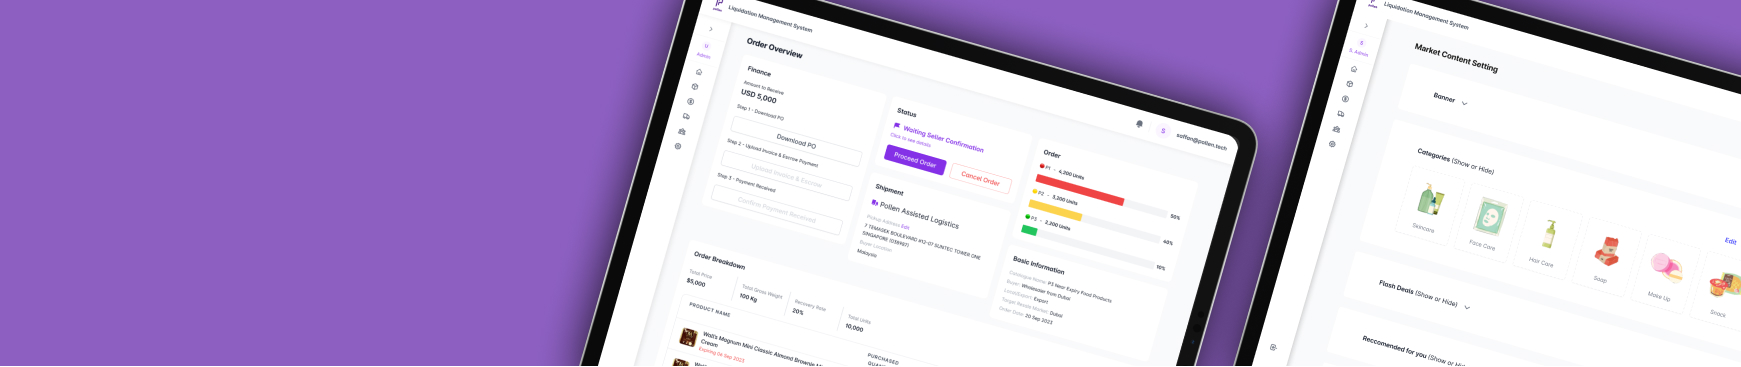 Liquidation Management System
Order Overview
Admin
Finance
Amount to Receive
USD 5,000
Step 1 - Download PO
Download PO
Step 2 - Upload Invoice & Escrow Payment
Upload Invoice & Escrow
Step 3 - Payment Received
Confirm Payment Received
Status
Waiting Seller Confirmation
Click to see details
Proceed Order
Cancel Order
Shipment
Pollen Assisted Logistics
Pickup Address Edit
7 TEMASEK BOULEVARD #12-07 SUNTEC TOWER ONE
SINGAPORE (038987)
Buyer Location
Malaysia
S
soffan@pollen.tech
Order
P1 - 4,200 Units
50%
P2 - 3,200 Units
40%
P3 - 2,200 Units
10%
Basic Information
Catalogue Name: P3 Near Expiry Food Products
Buyer: Wholesaler from Dubai
Local/Export: Export
Target Resale Market: Dubai
Order Date: 20 Sep 2023
Order Breakdown
Total Price
$5,000
Total Gross Weight
100 Kg
Recovery Rate
20%
Total Units
10,000
PRODUCT NAME
PURCHASED
Wall's Magnum Mini Classic Almond Brownie
Cream
Expiring 04 Sep 2023
Liquidation Management System
Market Content Setting
S
S. Admin
Banner
Categories (Show or Hide)
Edit
Skincare
Face Care
Hair Care
Soap
Make Up
Snack
Flash Deals (Show or Hide)
Reccomended for you (Show or Hide)